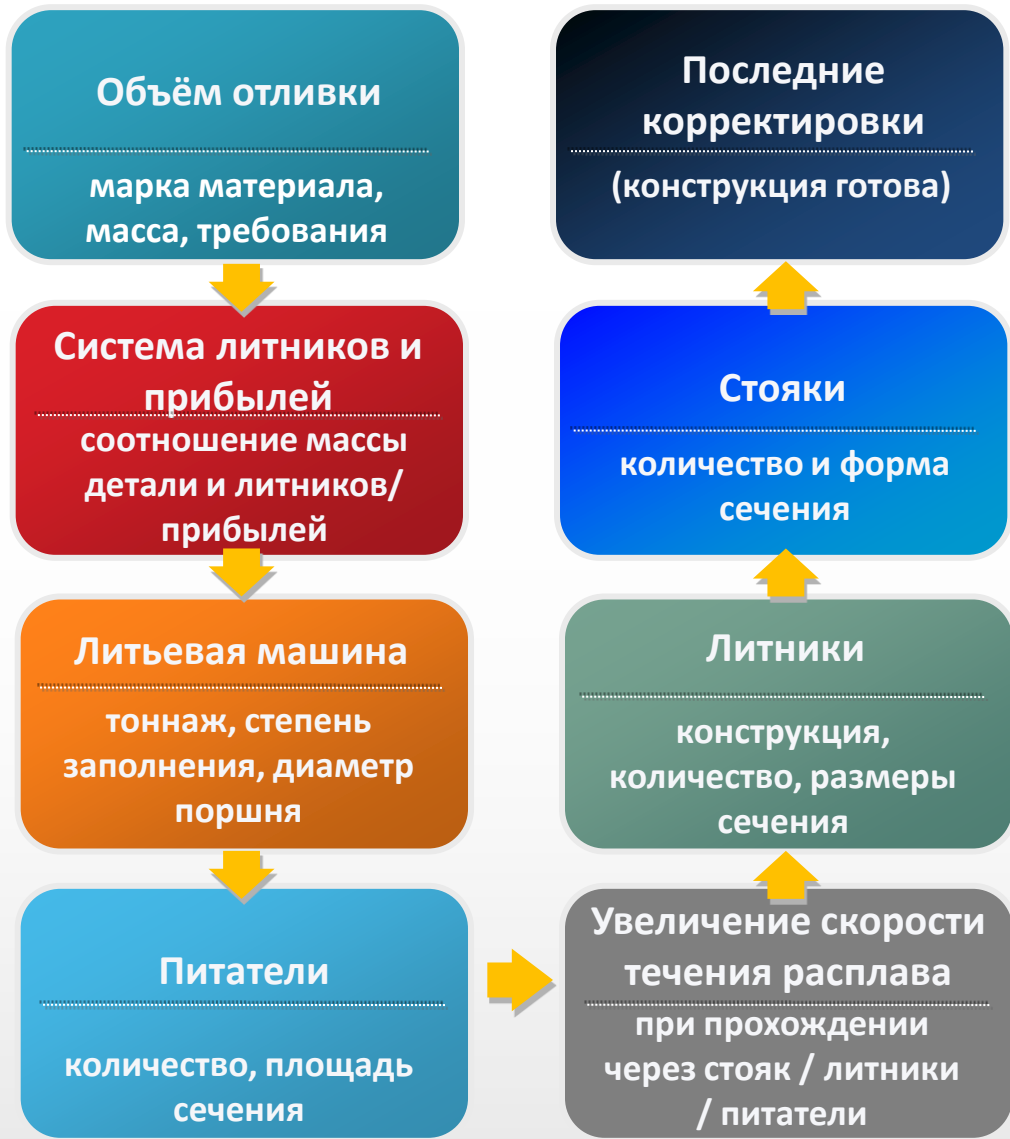 Объём отливки
марка материала,
масса, требования
Система литников и
прибылей
соотношение массы
детали и литников/
прибылей
Литьевая машина
тоннаж, степень
заполнения, диаметр
поршня
Питатели
количество, площадь
сечения
Увеличение скорости
течения расплава
при прохождении
через стояк / литники
/ питатели
Литники
конструкция,
количество, размеры
сечения
Стояки
количество и форма
сечения
Последние
корректировки
(конструкция готова)